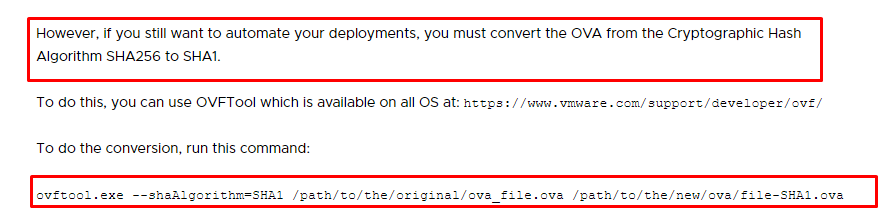 However, if you still want to automate your deployments, you must convert the OVA from the Cryptographic Hash
Algorithm SHA256 to SHA1.
To do this, you can use OVFTool which is available on all OS at: https://www.vmware.com/support/developer/ovf/
To do the conversion, run this command:
ovftool.exe --shaAlgorithm=SHA1 /path/to/the/original/ova_file.ova /path/to/the/new/ova/file-SHA1.ova